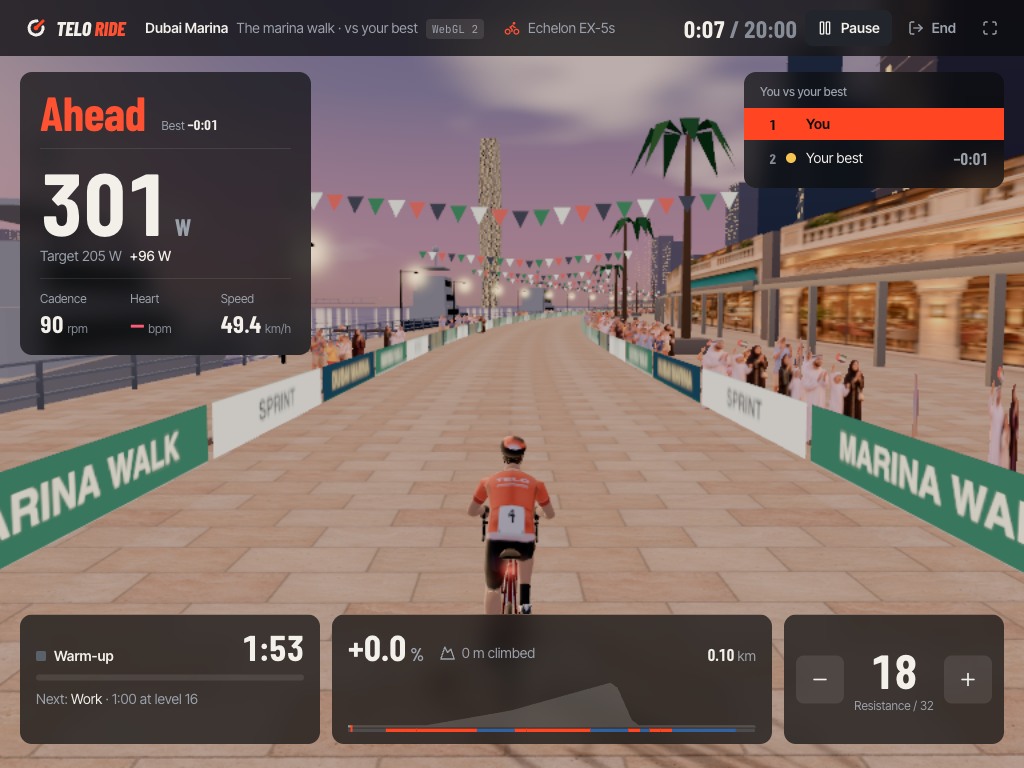 TELO RIDE Dubai Marina The marina walk · vs your best WebGL 2 Echelon EX-5s 0:07 / 20:00 Pause End
Ahead Best −0:01
301 W
Target 205 W +96 W
Cadence Heart Speed
90 rpm — bpm 49.4 km/h
You vs your best
1 You
2 Your best −0:01
DUBAI MARINA
DUBAI MARINA
SPRINT
SPRINT
ARINA WALK
MARINA WA
TELO
Warm-up 1:53
Next: Work · 1:00 at level 16
+0.0 % 0 m climbed 0.10 km
− 18 +
Resistance / 32